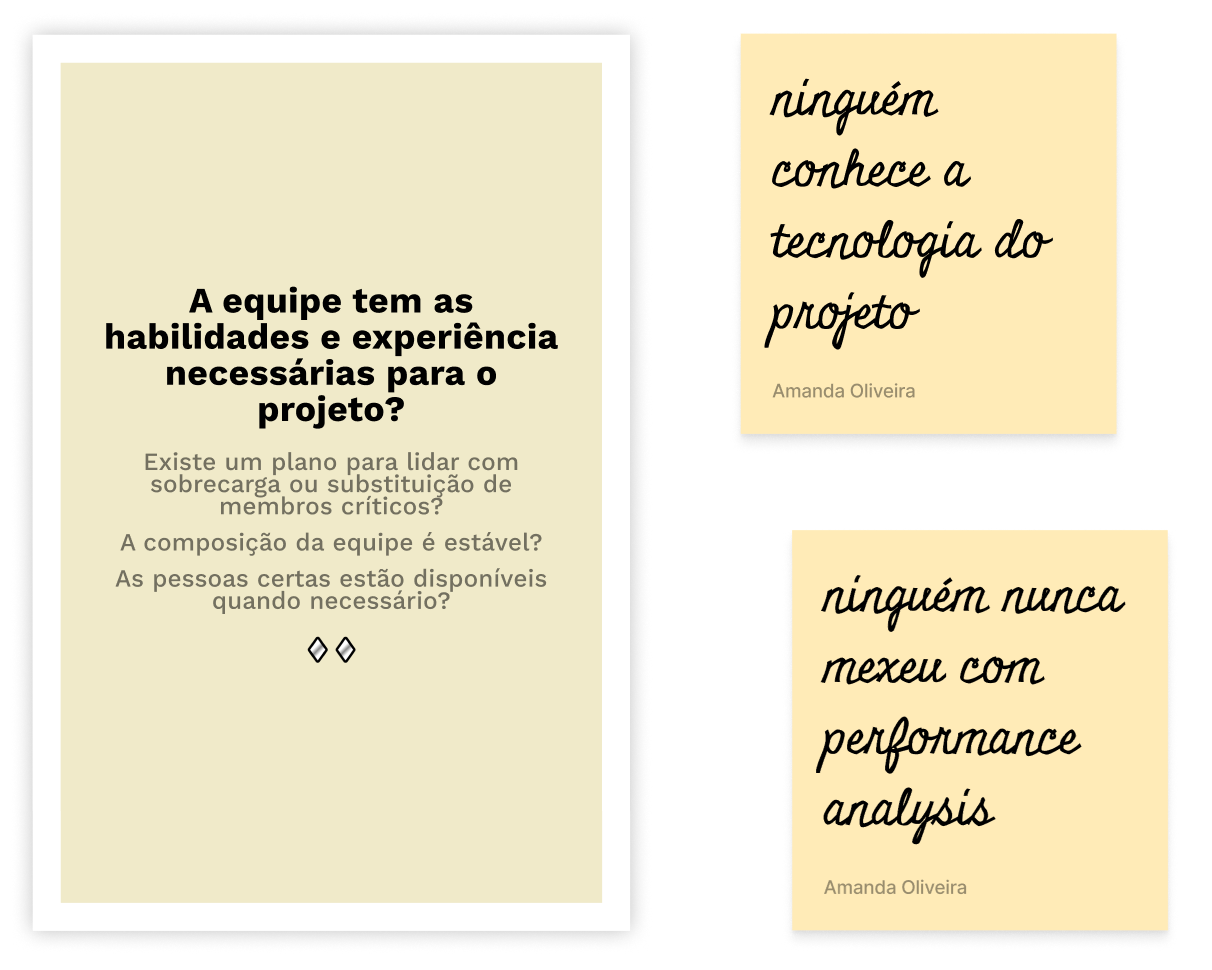 A equipe tem as
habilidades e experiência
necessárias para o
projeto?
Existe um plano para lidar com
sobrecarga ou substituição de
membros críticos?
A composição da equipe é estável?
As pessoas certas estão disponíveis
quando necessário?
ninguém
conhece a
tecnologia do
projeto
Amanda Oliveira
ninguém nunca
mexeu com
performance
analysis
Amanda Oliveira